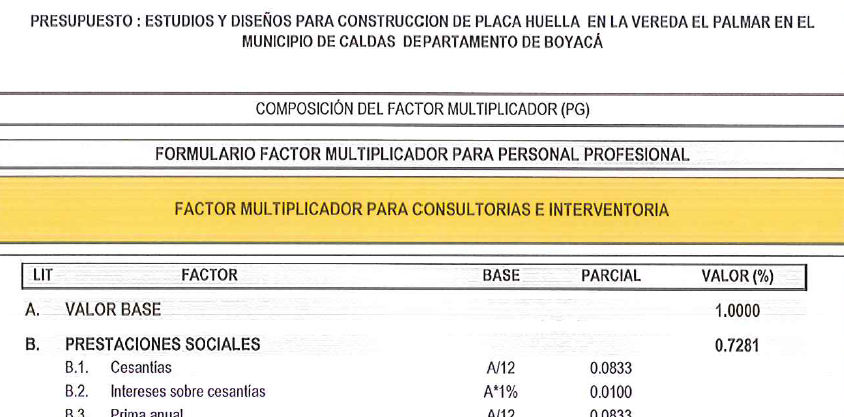 PRESUPUESTO : ESTUDIOS Y DISEÑOS PARA CONSTRUCCION DE PLACA HUELLA EN LA VEREDA EL PALMAR EN EL
MUNICIPIO DE CALDAS DEPARTAMENTO DE BOYACÁ
COMPOSICIÓN DEL FACTOR MULTIPLICADOR (PG)
FORMULARIO FACTOR MULTIPLICADOR PARA PERSONAL PROFESIONAL
FACTOR MULTIPLICADOR PARA CONSULTORIAS E INTERVENTORIA
LIT FACTOR BASE PARCIAL VALOR (%)
A. VALOR BASE 1.0000
B. PRESTACIONES SOCIALES 0.7281
B.1. Cesantías A/12 0.0833
B.2. Intereses sobre cesantías A*1% 0.0100
B.3. Prima anual A/12 0.0833